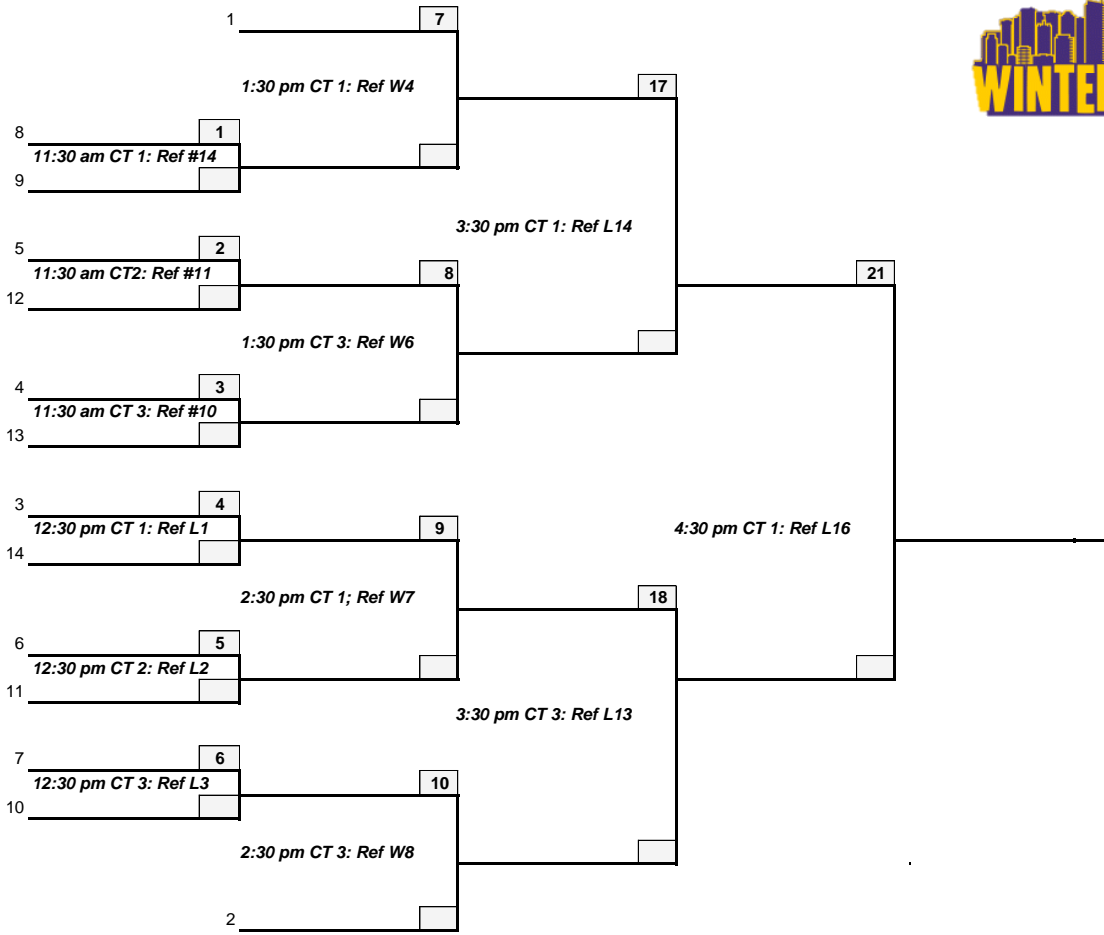 1
7
1:30 pm CT 1: Ref W4
17
WINTE
8
1
11:30 am CT 1: Ref #14
9
3:30 pm CT 1: Ref L14
5
2
11:30 am CT2: Ref #11
8
21
12
1:30 pm CT 3: Ref W6
4
3
11:30 am CT 3: Ref #10
13
3
4
12:30 pm CT 1: Ref L1
9
4:30 pm CT 1: Ref L16
14
2:30 pm CT 1; Ref W7
18
6
5
12:30 pm CT 2: Ref L2
11
3:30 pm CT 3: Ref L13
7
6
12:30 pm CT 3: Ref L3
10
10
2:30 pm CT 3: Ref W8
2